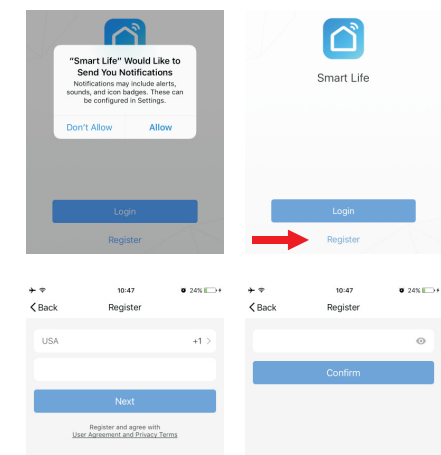 "Smart Life" Would Like to
Send You Notifications
Notifications may include alerts,
sounds, and icon badges. These can
be configured in Settings.
Don't Allow Allow
Login
Register
Smart Life
Login
Register
10:47 24%
Back Register
USA +1
Next
Register and agree with
User Agreement and Privacy Terms
10:47 24%
Back Register
Confirm